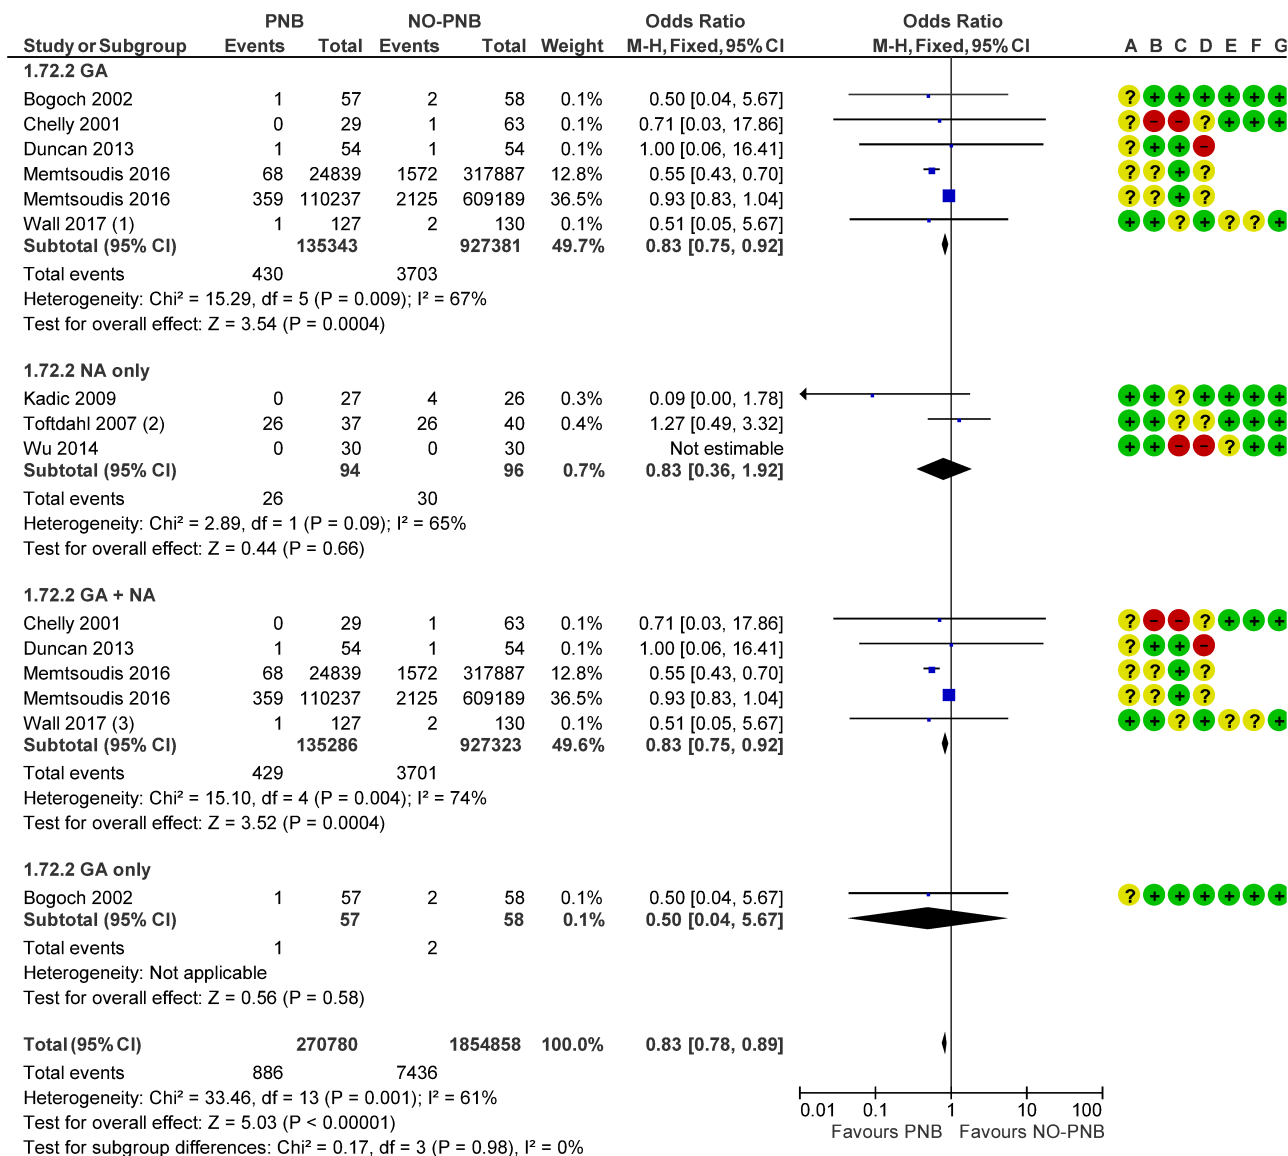 PNB NO-PNB Odds Ratio Odds Ratio
Study or Subgroup Events Total Events Total Weight M-H, Fixed, 95% CI M-H, Fixed, 95% CI A B C D E F G
1.72.2 GA
Bogoch 2002 1 57 2 58 0.1% 0.50 [0.04, 5.67] ? + + + + + +
Chelly 2001 0 29 1 63 0.1% 0.71 [0.03, 17.86] ? - - ? + + +
Duncan 2013 1 54 1 54 0.1% 1.00 [0.06, 16.41] ? + + -
Memtsoudis 2016 68 24839 1572 317887 12.8% 0.55 [0.43, 0.70] ? ? + ?
Memtsoudis 2016 359 110237 2125 609189 36.5% 0.93 [0.83, 1.04] ? ? + ?
Wall 2017 (1) 1 127 2 130 0.1% 0.51 [0.05, 5.67] + + ? + ? ? +
Subtotal (95% CI) 135343 927381 49.7% 0.83 [0.75, 0.92]
Total events 430 3703
Heterogeneity: Chi² = 15.29, df = 5 (P = 0.009); I² = 67%
Test for overall effect: Z = 3.54 (P = 0.0004)
1.72.2 NA only
Kadic 2009 0 27 4 26 0.3% 0.09 [0.00, 1.78] + + ? + + + +
Toftdahl 2007 (2) 26 37 26 40 0.4% 1.27 [0.49, 3.32] + + ? ? + + +
Wu 2014 0 30 0 30 Not estimable + + - - ? + +
Subtotal (95% CI) 94 96 0.7% 0.83 [0.36, 1.92]
Total events 26 30
Heterogeneity: Chi² = 2.89, df = 1 (P = 0.09); I² = 65%
Test for overall effect: Z = 0.44 (P = 0.66)
1.72.2 GA + NA
Chelly 2001 0 29 1 63 0.1% 0.71 [0.03, 17.86] ? - - ? + + +
Duncan 2013 1 54 1 54 0.1% 1.00 [0.06, 16.41] ? + + -
Memtsoudis 2016 68 24839 1572 317887 12.8% 0.55 [0.43, 0.70] ? ? + ?
Memtsoudis 2016 359 110237 2125 609189 36.5% 0.93 [0.83, 1.04] ? ? + ?
Wall 2017 (3) 1 127 2 130 0.1% 0.51 [0.05, 5.67] + + ? + ? ? +
Subtotal (95% CI) 135286 927323 49.6% 0.83 [0.75, 0.92]
Total events 429 3701
Heterogeneity: Chi² = 15.10, df = 4 (P = 0.004); I² = 74%
Test for overall effect: Z = 3.52 (P = 0.0004)
1.72.2 GA only
Bogoch 2002 1 57 2 58 0.1% 0.50 [0.04, 5.67] ? + + + + + +
Subtotal (95% CI) 57 58 0.1% 0.50 [0.04, 5.67]
Total events 1 2
Heterogeneity: Not applicable
Test for overall effect: Z = 0.56 (P = 0.58)
Total (95% CI) 270780 1854858 100.0% 0.83 [0.78, 0.89]
Total events 886 7436
Heterogeneity: Chi² = 33.46, df = 13 (P = 0.001); I² = 61%
Test for overall effect: Z = 5.03 (P < 0.00001)
Test for subgroup differences: Chi² = 0.17, df = 3 (P = 0.98), I² = 0%
0.01 0.1 1 10 100
Favours PNB Favours NO-PNB